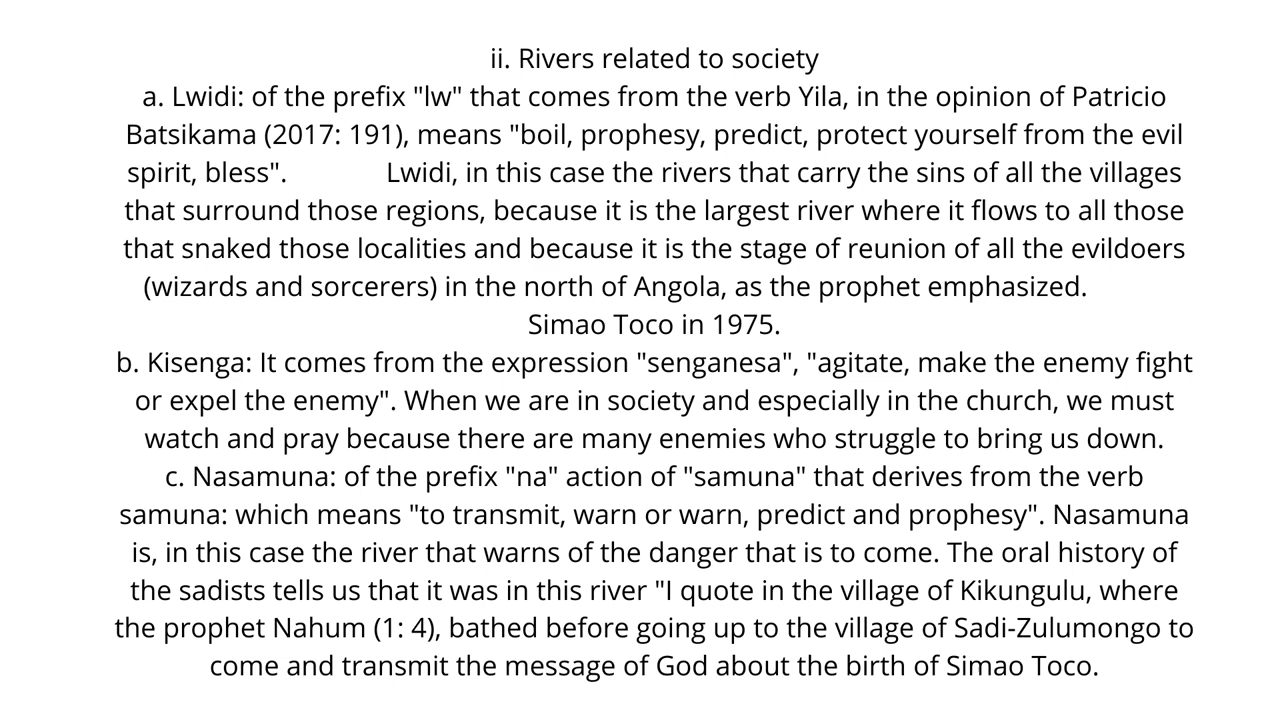 ii. Rivers related to society
a. Lwidi: of the prefix "lw" that comes from the verb Yila, in the opinion of Patricio
Batsikama (2017: 191), means "boil, prophesy, predict, protect yourself from the evil
spirit, bless". Lwidi, in this case the rivers that carry the sins of all the villages
that surround those regions, because it is the largest river where it flows to all those
that snaked those localities and because it is the stage of reunion of all the evildoers
(wizards and sorcerers) in the north of Angola, as the prophet emphasized.
Simao Toco in 1975.
b. Kisenga: It comes from the expression "senganesa", "agitate, make the enemy fight
or expel the enemy". When we are in society and especially in the church, we must
watch and pray because there are many enemies who struggle to bring us down.
c. Nasamuna: of the prefix "na" action of "samuna" that derives from the verb
samuna: which means "to transmit, warn or warn, predict and prophesy". Nasamuna
is, in this case the river that warns of the danger that is to come. The oral history of
the sadists tells us that it was in this river "I quote in the village of Kikungulu, where
the prophet Nahum (1: 4), bathed before going up to the village of Sadi-Zulumongo to
come and transmit the message of God about the birth of Simao Toco.